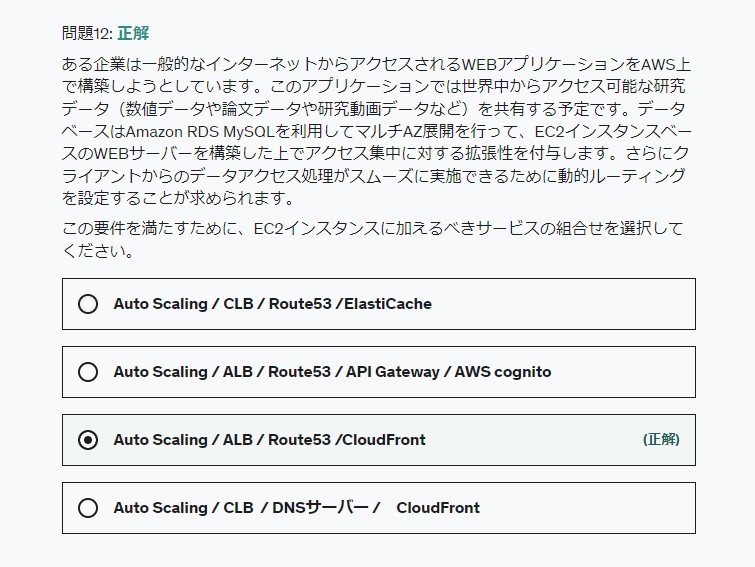 問題12: 正解
ある企業は一般的なインターネットからアクセスされるWEBアプリケーションをAWS上
で構築しようとしています。このアプリケーションでは世界中からアクセス可能な研究
データ（数値データや論文データや研究動画データなど）を共有する予定です。データ
ベースはAmazon RDS MySQLを利用してマルチAZ展開を行って、EC2インスタンスベー
スのWEBサーバーを構築した上でアクセス集中に対する拡張性を付与します。さらにク
ライアントからのデータアクセス処理がスムーズに実施できるために動的ルーティング
を設定することが求められます。
この要件を満たすために、EC2インスタンスに加えるべきサービスの組合せを選択して
ください。
Auto Scaling / CLB / Route53 /ElastiCache
Auto Scaling / ALB / Route53 / API Gateway / AWS cognito
Auto Scaling / ALB / Route53 /CloudFront (正解)
Auto Scaling / CLB / DNSサーバー /　CloudFront